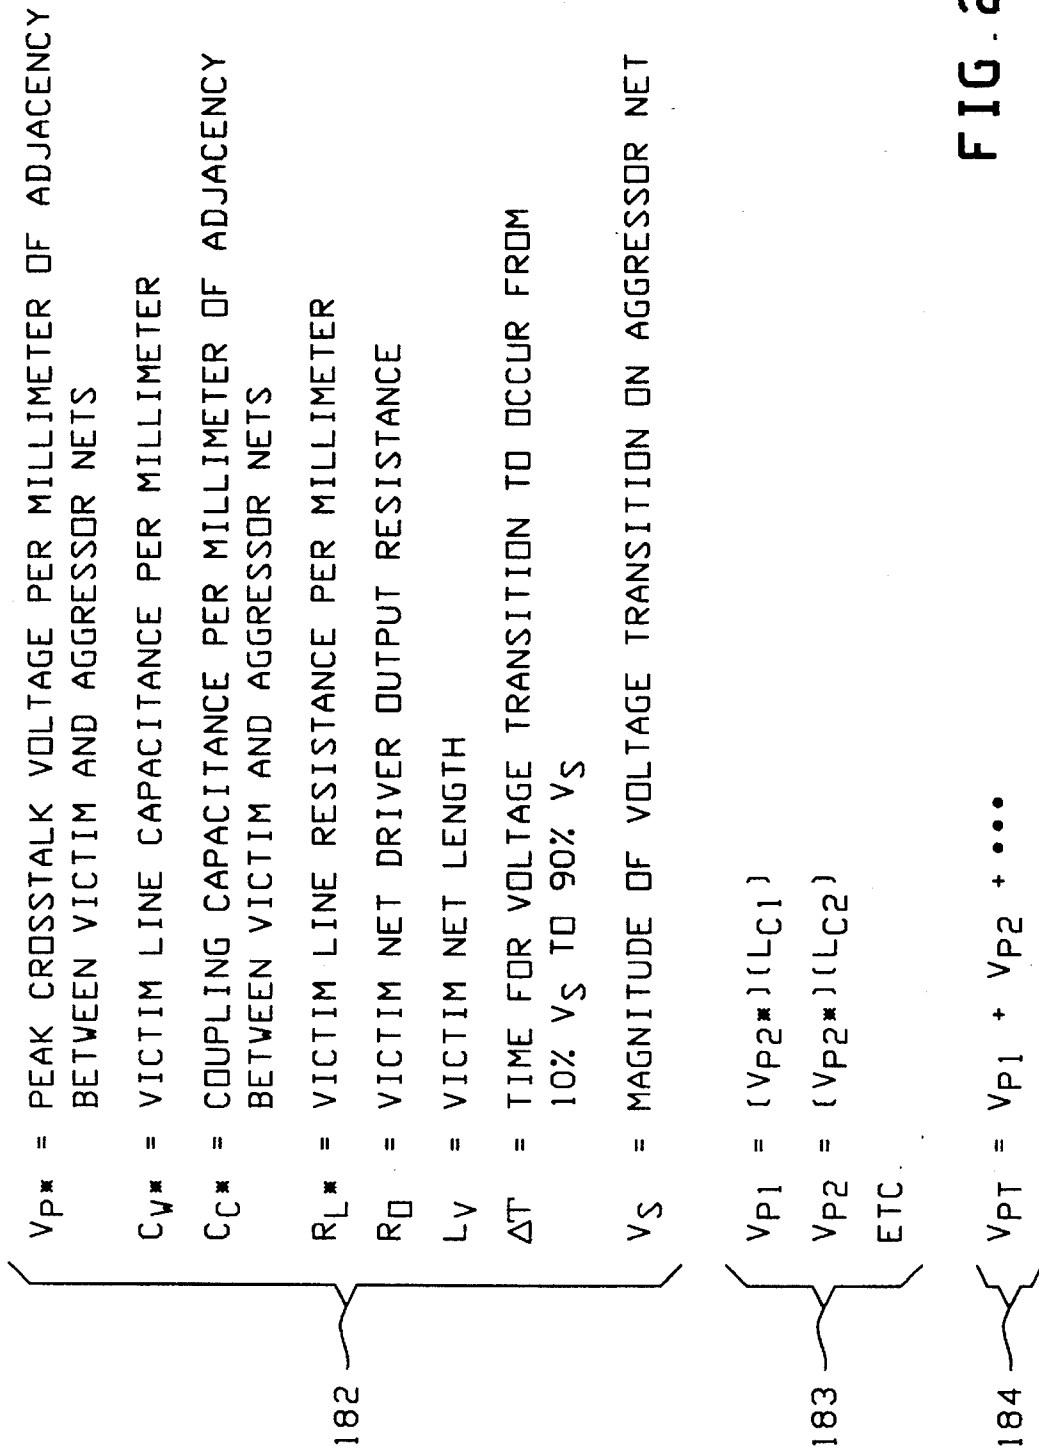 182
V_P* = PEAK CROSSTALK VOLTAGE PER MILLIMETER OF ADJACENCY
BETWEEN VICTIM AND AGGRESSOR NETS
C_W* = VICTIM LINE CAPACITANCE PER MILLIMETER
C_C* = COUPLING CAPACITANCE PER MILLIMETER OF ADJACENCY
BETWEEN VICTIM AND AGGRESSOR NETS
R_L* = VICTIM LINE RESISTANCE PER MILLIMETER
R_O = VICTIM NET DRIVER OUTPUT RESISTANCE
L_V = VICTIM NET LENGTH
ΔT = TIME FOR VOLTAGE TRANSITION TO OCCUR FROM
10% V_S TO 90% V_S
V_S = MAGNITUDE OF VOLTAGE TRANSITION ON AGGRESSOR NET
183
V_P1 = (V_P2*)(L_C1)
V_P2 = (V_P2*)(L_C2)
ETC.
184
V_PT = V_P1 + V_P2 + •••
FIG.